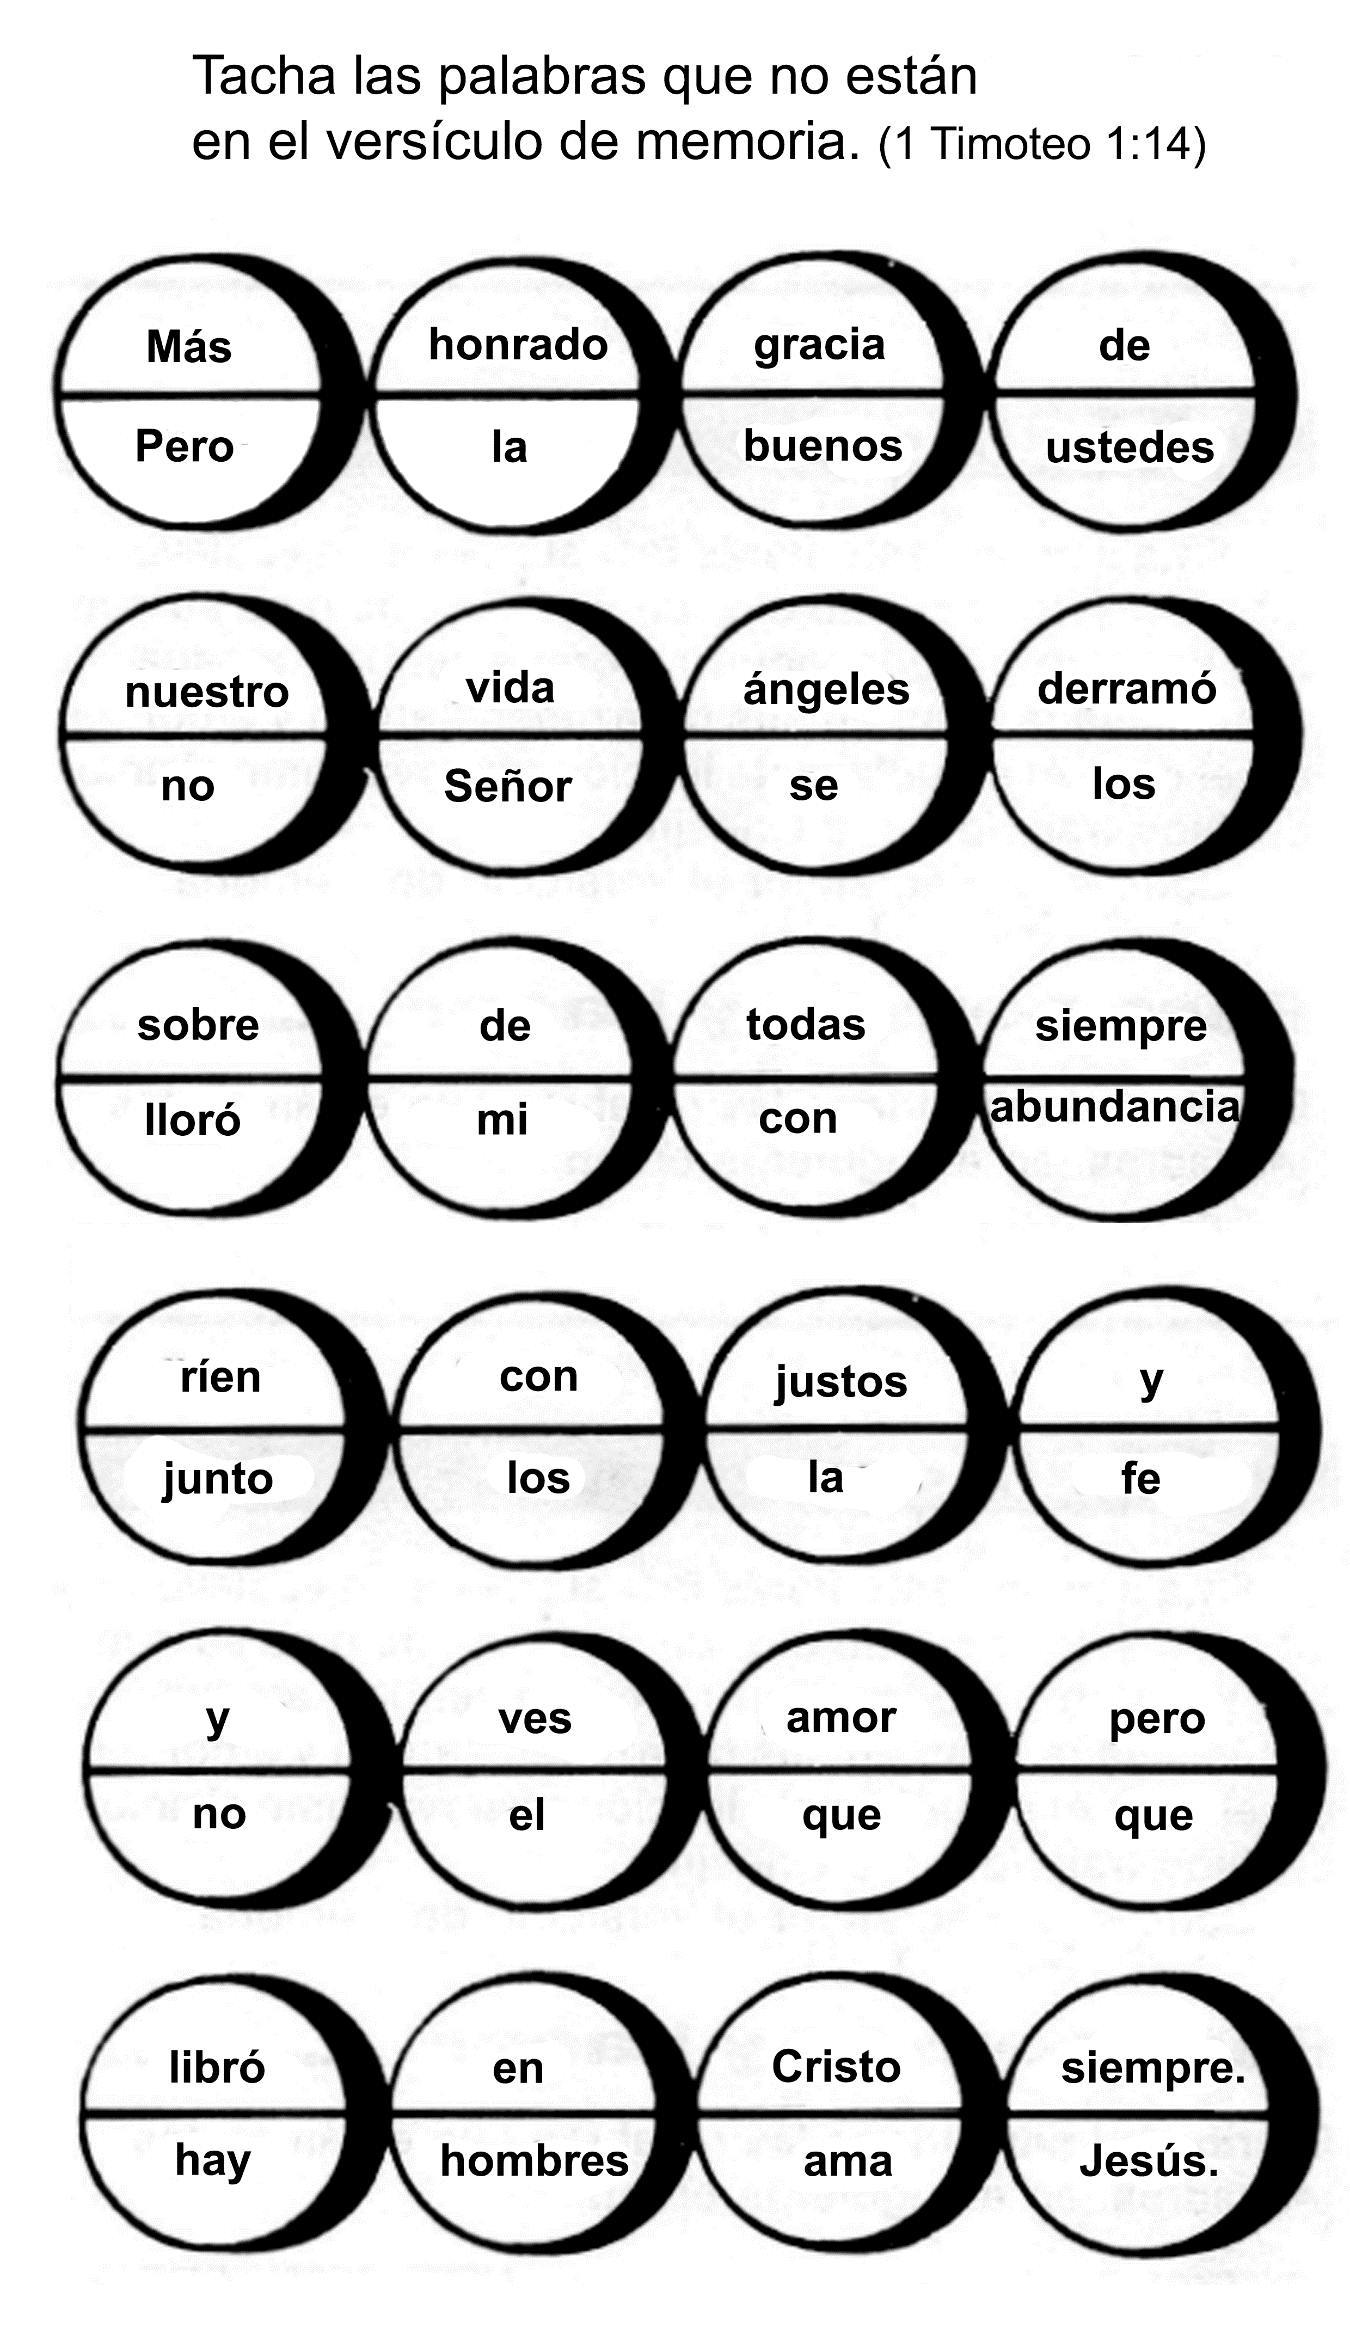 Tacha las palabras que no están
en el versículo de memoria. (1 Timoteo 1:14)
Más honrado gracia de
Pero la buenos ustedes
nuestro vida ángeles derramó
no Señor se los
sobre de todas siempre
lloró mi con abundancia
ríen con justos y
junto los la fe
y ves amor pero
no el que que
libró en Cristo siempre.
hay hombres ama Jesús.